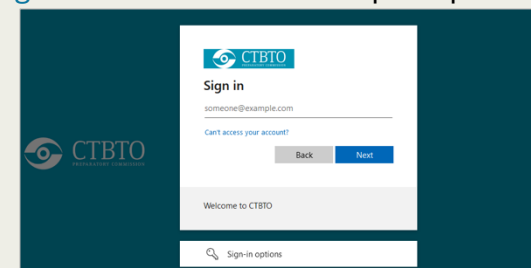 CTBTO
PREPARATORY COMMISSION
Sign in
someone@example.com
Can't access your account?
Back Next
CTBTO
PREPARATORY COMMISSION
Welcome to CTBTO
Sign-in options